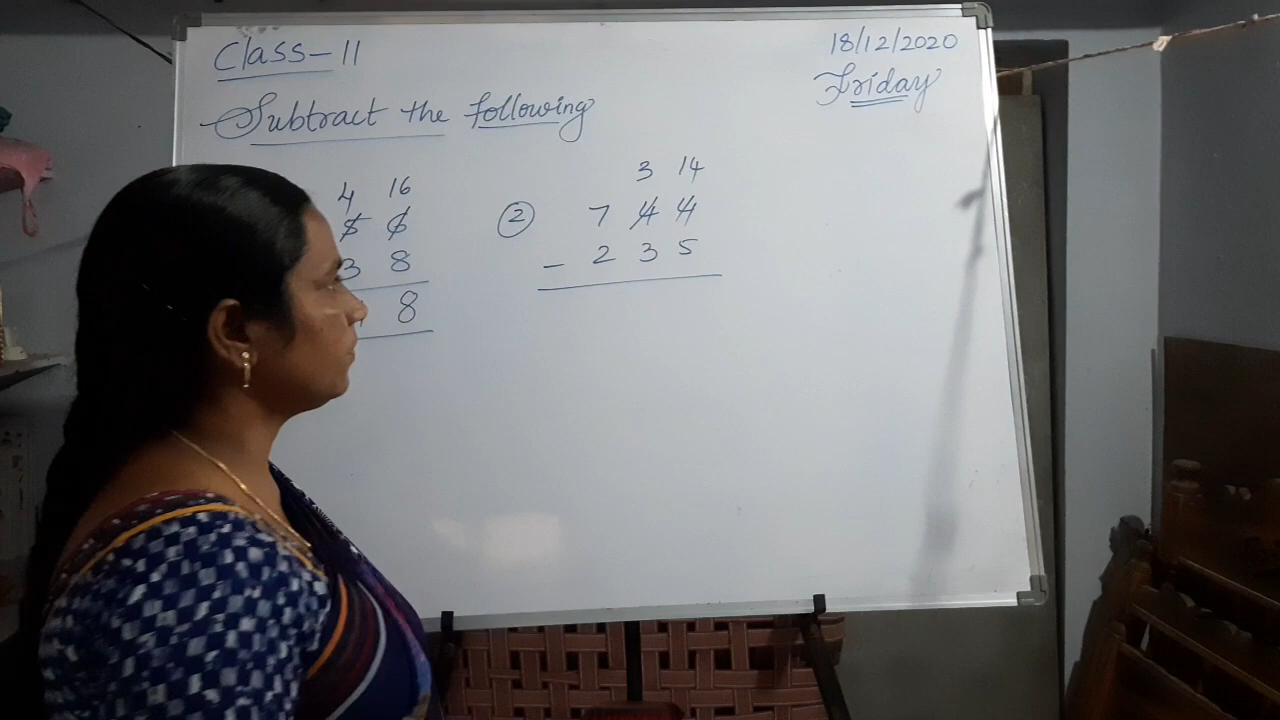 Class-II
18/12/2020
Friday
Subtract the following
4 16
5 6
3 8
8
② 3 14
7 4 4
- 2 3 5